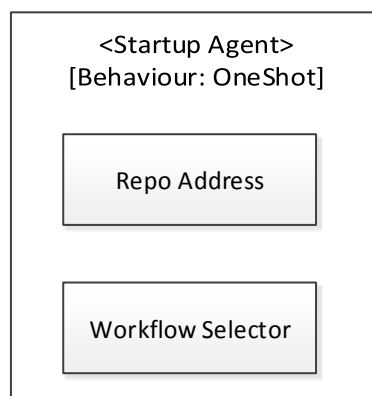 <Startup Agent>
[Behaviour: OneShot]
Repo Address
Workflow Selector